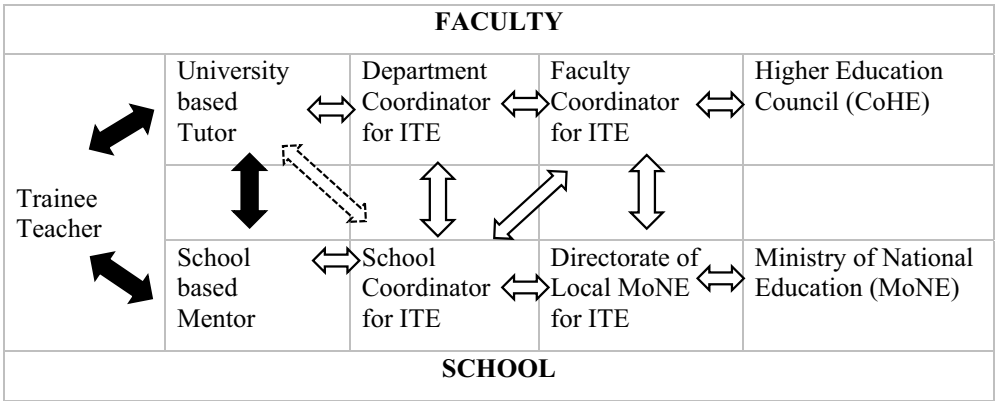 FACULTY
University
based
Tutor
Department
Coordinator
for ITE
Faculty
Coordinator
for ITE
Higher Education
Council (CoHE)
Trainee
Teacher
School
based
Mentor
School
Coordinator
for ITE
Directorate of
Local MoNE
for ITE
Ministry of National
Education (MoNE)
SCHOOL